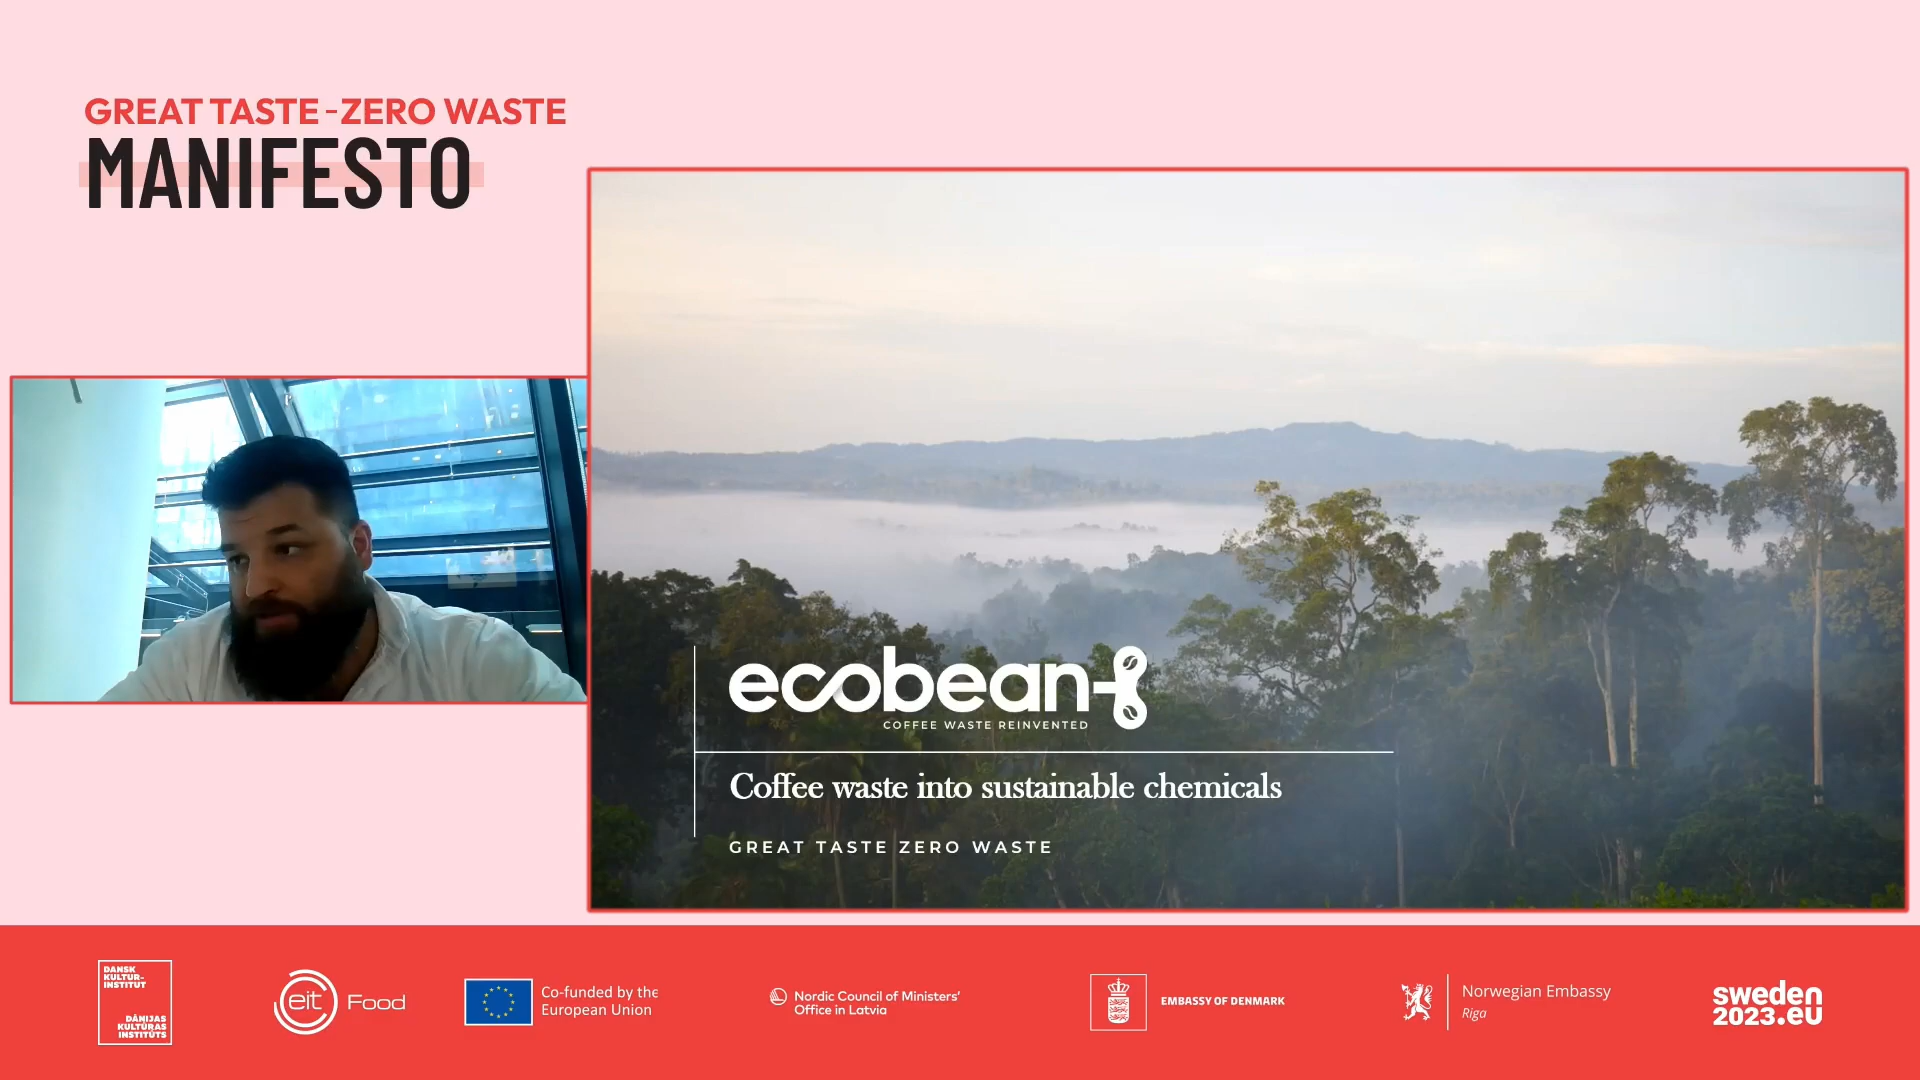 GREAT TASTE - ZERO WASTE
MANIFESTO
ecobean
COFFEE WASTE REINVENTED
Coffee waste into sustainable chemicals
GREAT TASTE ZERO WASTE
DANSK
KULTUR-
INSTITUT
DĀNIJAS
KULTŪRAS
INSTITŪTS
eit Food
Co-funded by the
European Union
Nordic Council of Ministers'
Office in Latvia
EMBASSY OF DENMARK
Norwegian Embassy
Riga
sweden
2023.eu